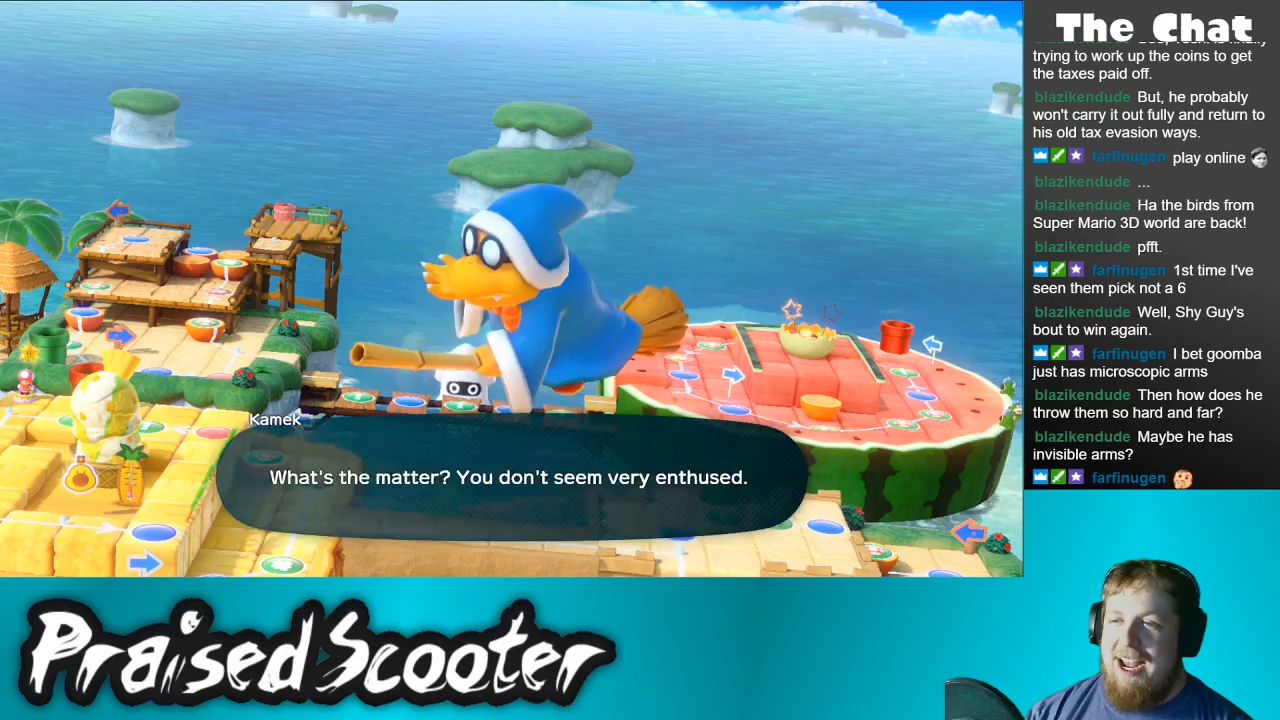 The Chat
trying to work up the coins to get
the taxes paid off.
blazikendude But, he probably
won't carry it out fully and return to
his old tax evasion ways.
farfinugen play online
blazikendude ...
blazikendude Ha the birds from
Super Mario 3D world are back!
blazikendude pfft.
farfinugen 1st time I've
seen them pick not a 6
blazikendude Well, Shy Guy's
bout to win again.
farfinugen I bet goomba
just has microscopic arms
blazikendude Then how does he
throw them so hard and far?
blazikendude Maybe he has
invisible arms?
farfinugen
Kamek
What's the matter? You don't seem very enthused.
PraisedScooter